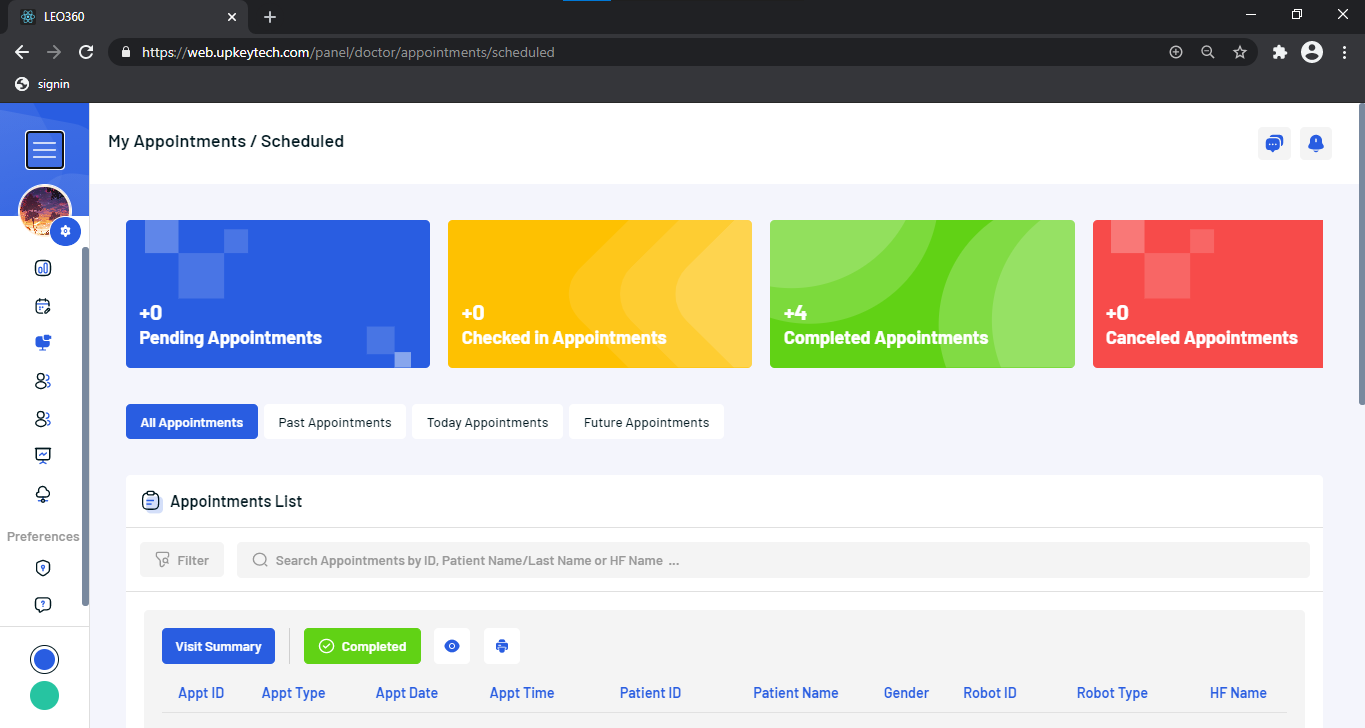 LEO360
https://web.upkeytech.com/panel/doctor/appointments/scheduled
signin
My Appointments / Scheduled
+0
Pending Appointments
+0
Checked in Appointments
+4
Completed Appointments
+0
Canceled Appointments
All Appointments Past Appointments Today Appointments Future Appointments
Appointments List
Filter Search Appointments by ID, Patient Name/Last Name or HF Name ...
Preferences
Visit Summary Completed
Appt ID Appt Type Appt Date Appt Time Patient ID Patient Name Gender Robot ID Robot Type HF Name